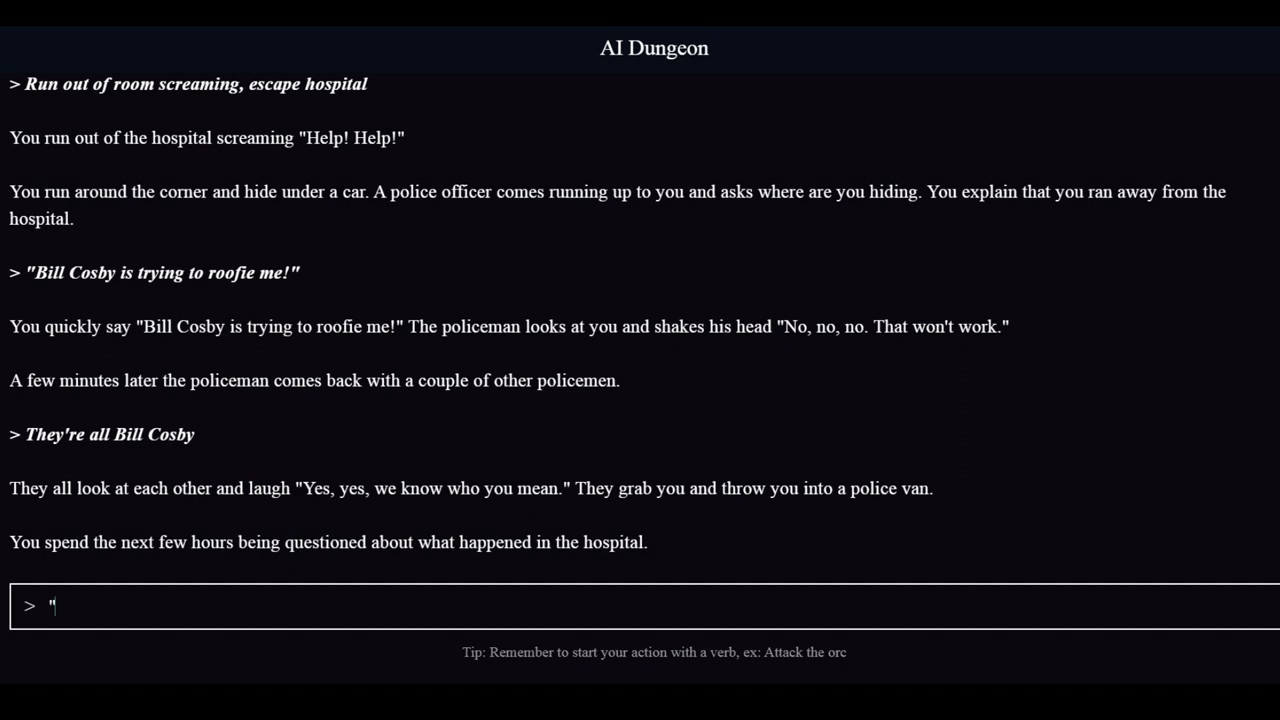 AI Dungeon
> Run out of room screaming, escape hospital
You run out of the hospital screaming "Help! Help!"
You run around the corner and hide under a car. A police officer comes running up to you and asks where are you hiding. You explain that you ran away from the
hospital.
> "Bill Cosby is trying to roofie me!"
You quickly say "Bill Cosby is trying to roofie me!" The policeman looks at you and shakes his head "No, no, no. That won't work."
A few minutes later the policeman comes back with a couple of other policemen.
> They're all Bill Cosby
They all look at each other and laugh "Yes, yes, we know who you mean." They grab you and throw you into a police van.
You spend the next few hours being questioned about what happened in the hospital.
> "
Tip: Remember to start your action with a verb, ex: Attack the orc